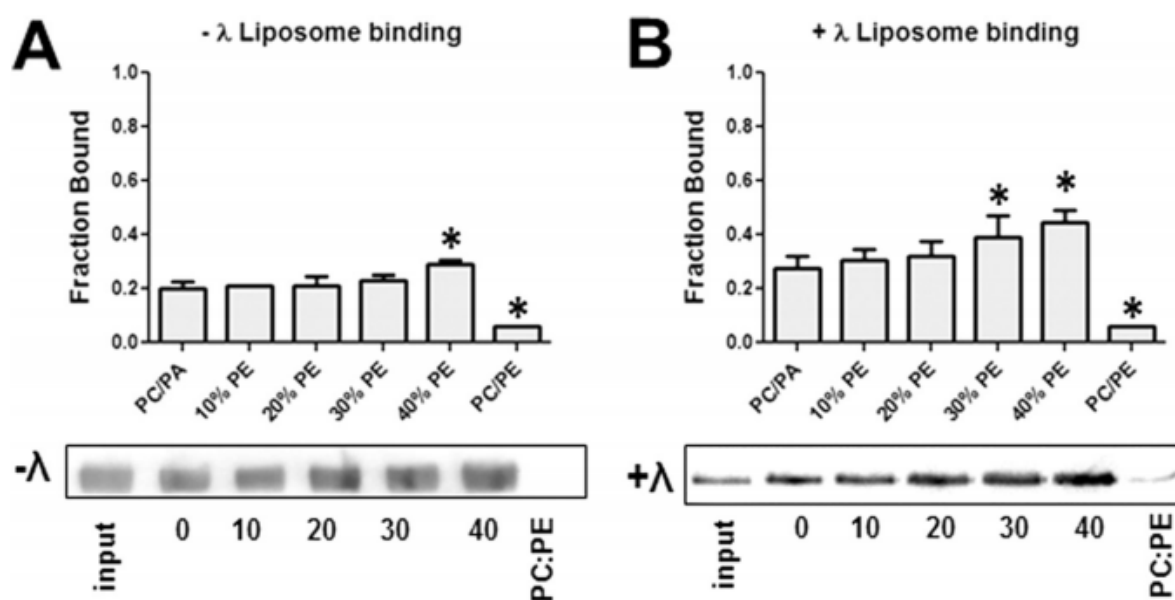 A
- λ Liposome binding
Fraction Bound
1.0
0.8
0.6
0.4
0.2
0.0
*
*
PC/PA
10% PE
20% PE
30% PE
40% PE
PC/PE
-λ
input
0
10
20
30
40
PC:PE
B
+ λ Liposome binding
Fraction Bound
1.0
0.8
0.6
0.4
0.2
0.0
*
*
*
PC/PA
10% PE
20% PE
30% PE
40% PE
PC/PE
+λ
input
0
10
20
30
40
PC:PE